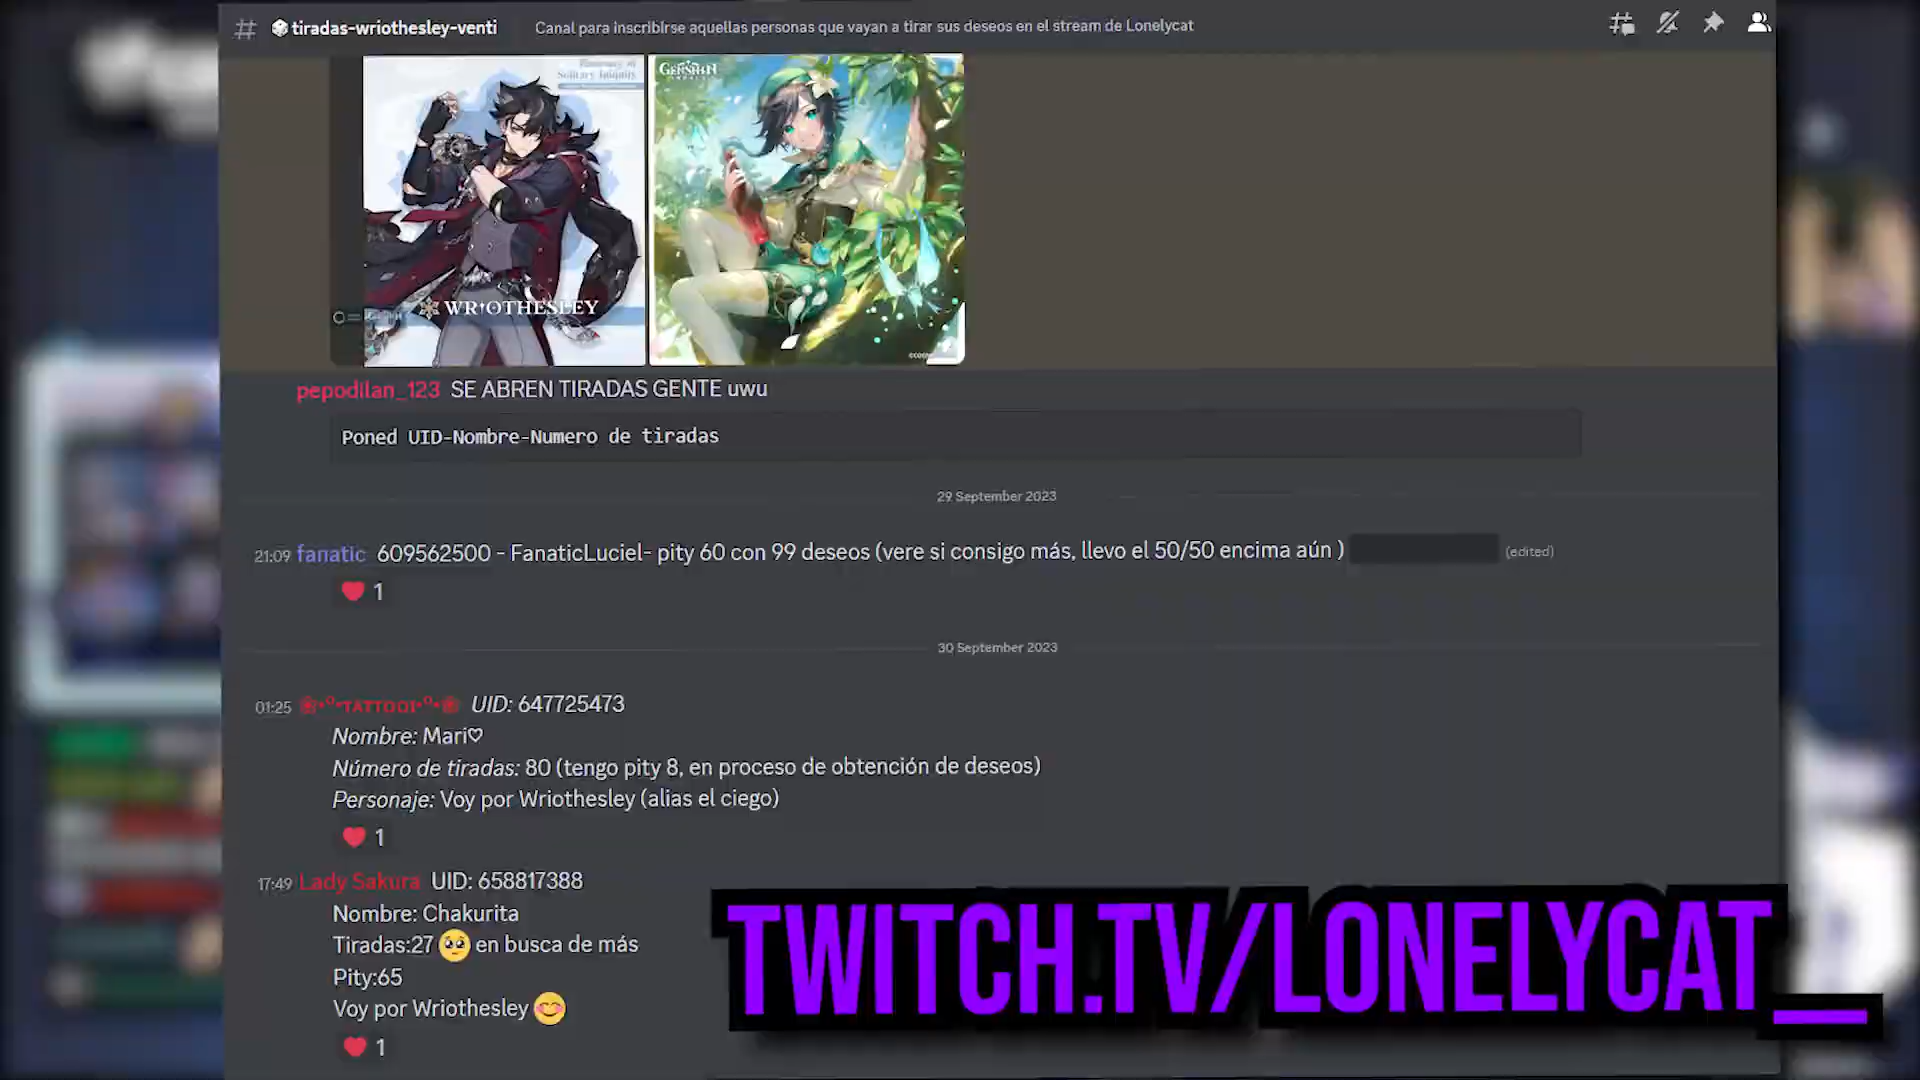 tiradas-wriothesley-venti
Canal para inscribirse aquellas personas que vayan a tirar sus deseos en el stream de Lonelycat
Solitary Iniquity
GENSHIN
WRIOTHESLEY
pepodilan_123 SE ABREN TIRADAS GENTE uwu
Poned UID-Nombre-Numero de tiradas
29 September 2023
21:09 fanatic 609562500 - FanaticLuciel- pity 60 con 99 deseos (vere si consigo más, llevo el 50/50 encima aún ) (edited)
❤️ 1
30 September 2023
01:25 ❀•°•TATTOOI•°•❀ UID: 647725473
Nombre: Mari♡
Número de tiradas: 80 (tengo pity 8, en proceso de obtención de deseos)
Personaje: Voy por Wriothesley (alias el ciego)
❤️ 1
17:49 Lady Sakura UID: 658817388
Nombre: Chakurita
Tiradas:27 🥺 en busca de más
Pity:65
Voy por Wriothesley 😊
❤️ 1
TWITCH.TV/LONELYCAT__